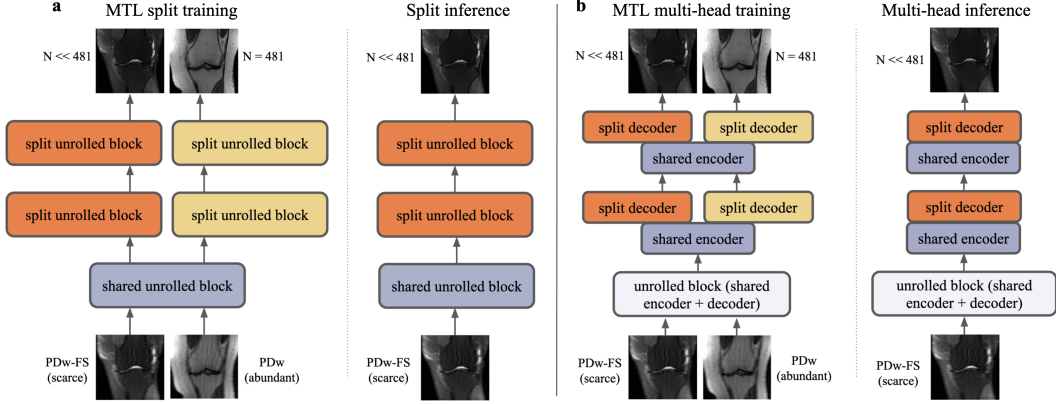 a
MTL split training
Split inference
b
MTL multi-head training
Multi-head inference
N << 481
N = 481
N << 481
N << 481
N = 481
N << 481
split unrolled block
split unrolled block
split unrolled block
split decoder
split decoder
shared encoder
split decoder
shared encoder
split unrolled block
split unrolled block
split unrolled block
split decoder
split decoder
shared encoder
split decoder
shared encoder
shared unrolled block
shared unrolled block
unrolled block (shared
encoder + decoder)
unrolled block (shared
encoder + decoder)
PDw-FS
(scarce)
PDw
(abundant)
PDw-FS
(scarce)
PDw-FS
(scarce)
PDw
(abundant)
PDw-FS
(scarce)